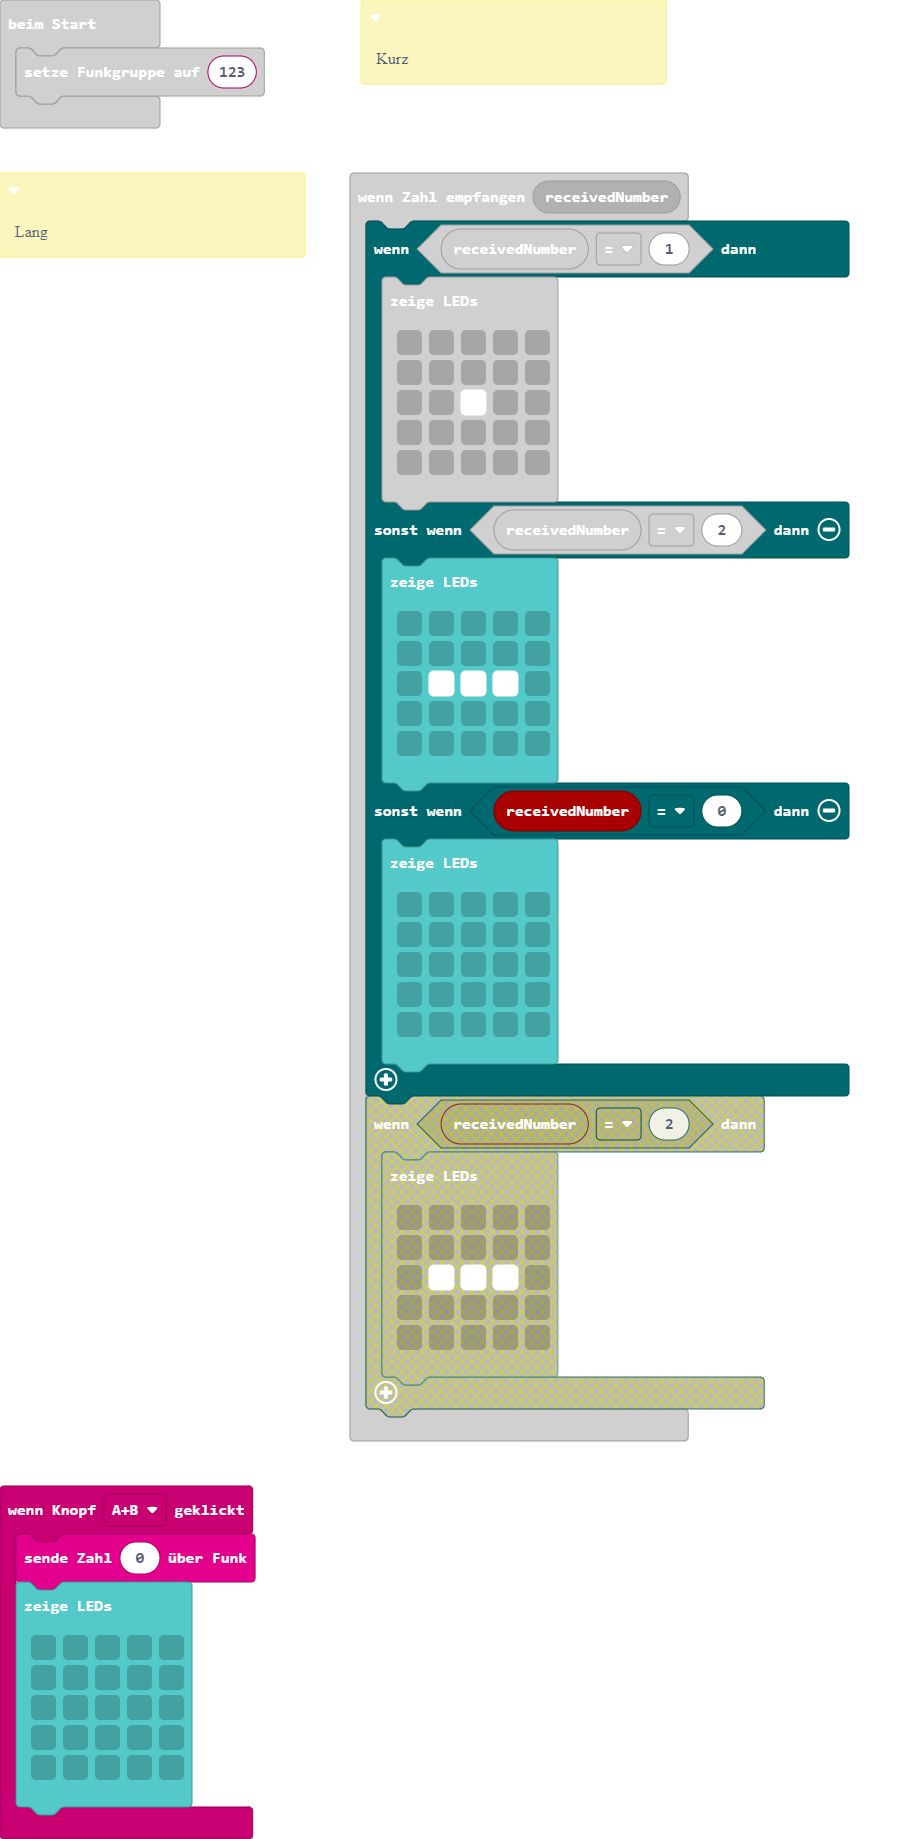 beim Start
setze Funkgruppe auf 123
Kurz
Lang
wenn Zahl empfangen receivedNumber
wenn receivedNumber = 1 dann
zeige LEDs
sonst wenn receivedNumber = 2 dann
zeige LEDs
sonst wenn receivedNumber = 0 dann
zeige LEDs
wenn receivedNumber = 2 dann
zeige LEDs
wenn Knopf A+B geklickt
sende Zahl 0 über Funk
zeige LEDs